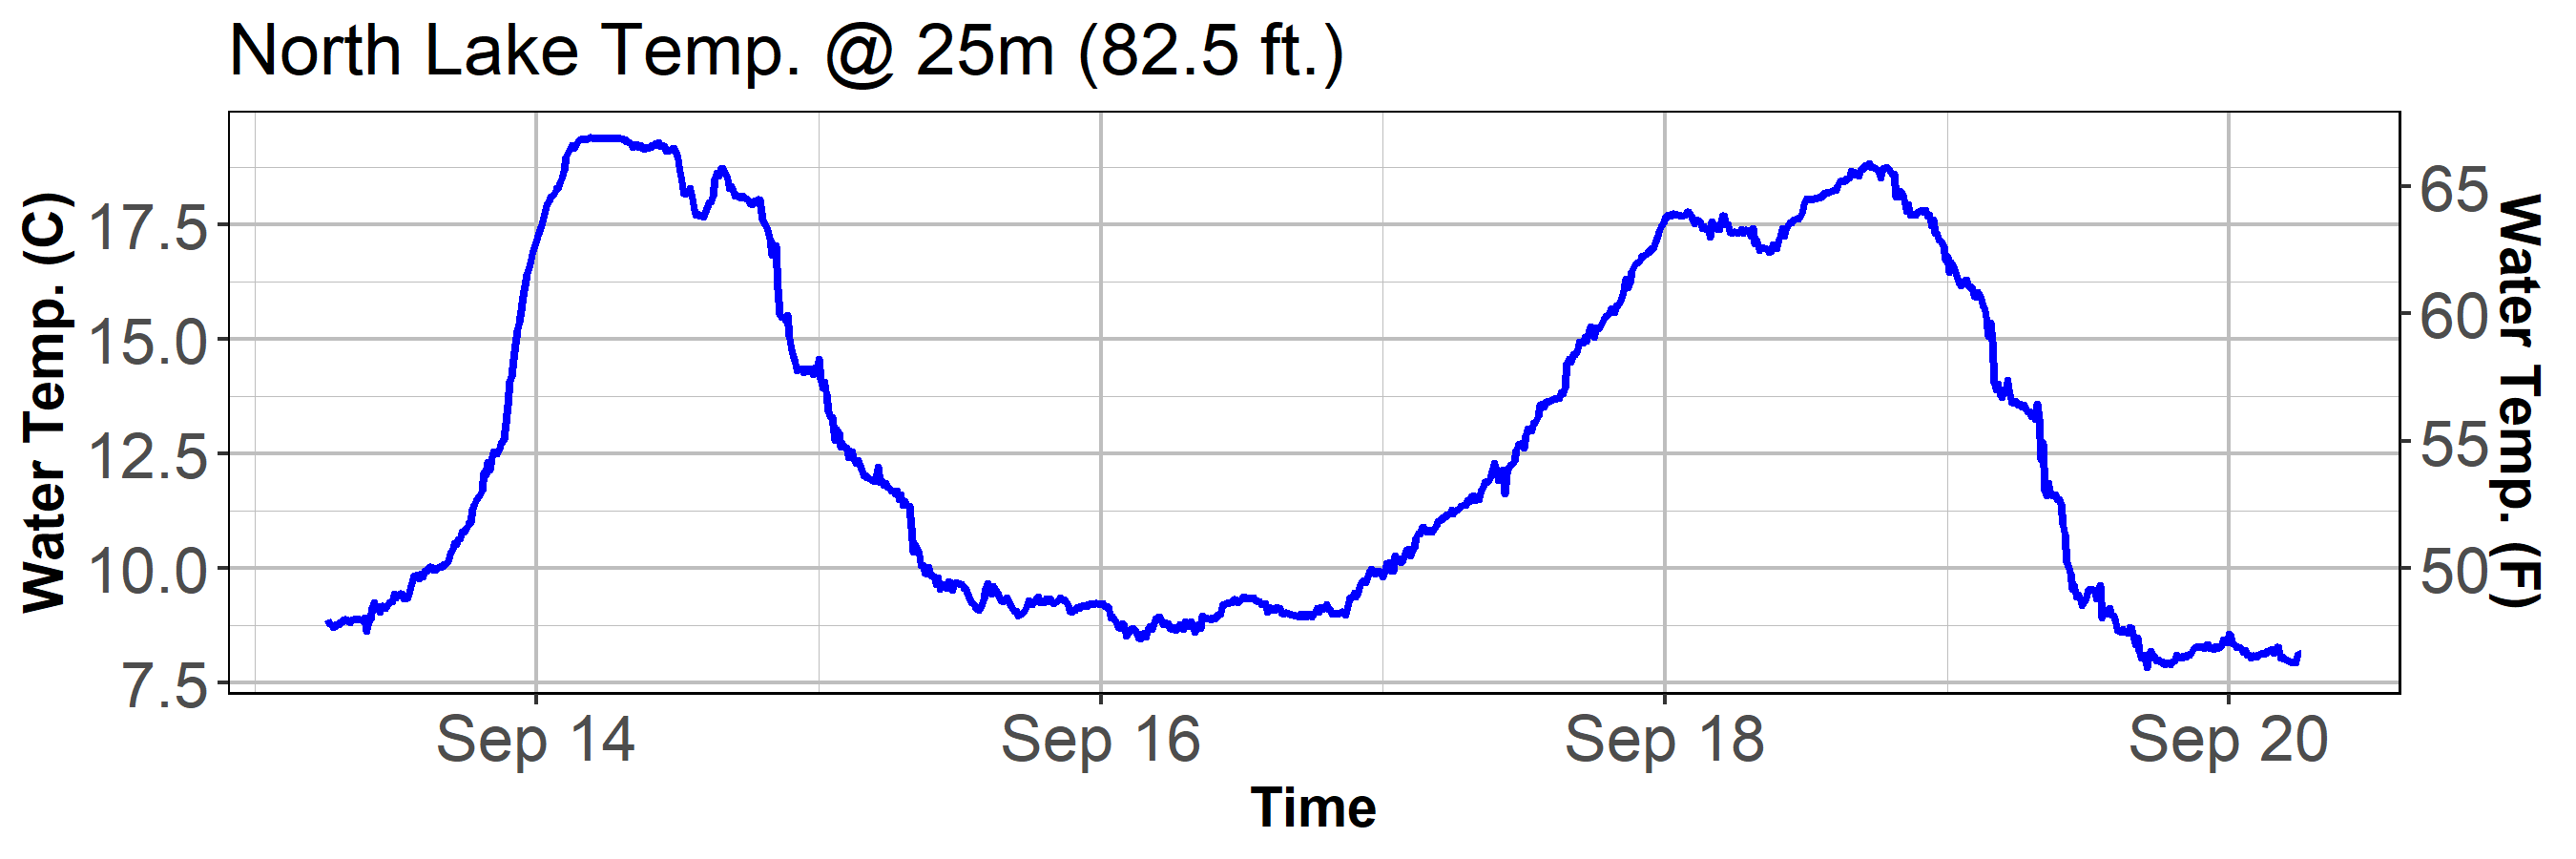 North Lake Temp. @ 25m (82.5 ft.)
Water Temp. (C)
17.5
15.0
12.5
10.0
7.5
65
60
55
50
Water Temp. (F)
Sep 14
Sep 16
Sep 18
Sep 20
Time